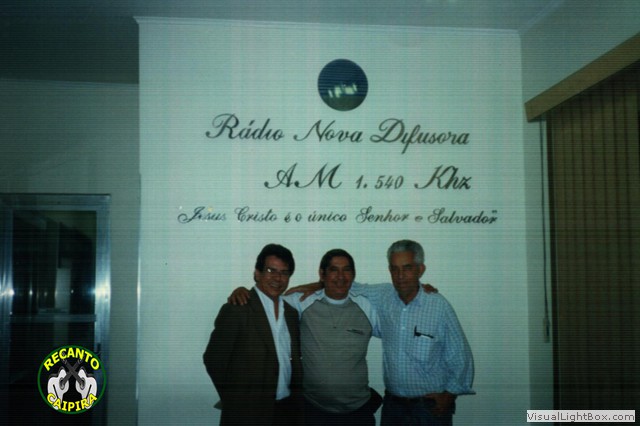 Rádio Nova Difusora
AM 1.540 Khz
"Jesus Cristo é o único Senhor e Salvador"
RECANTO
CAIPIRA
VisualLightBox.com